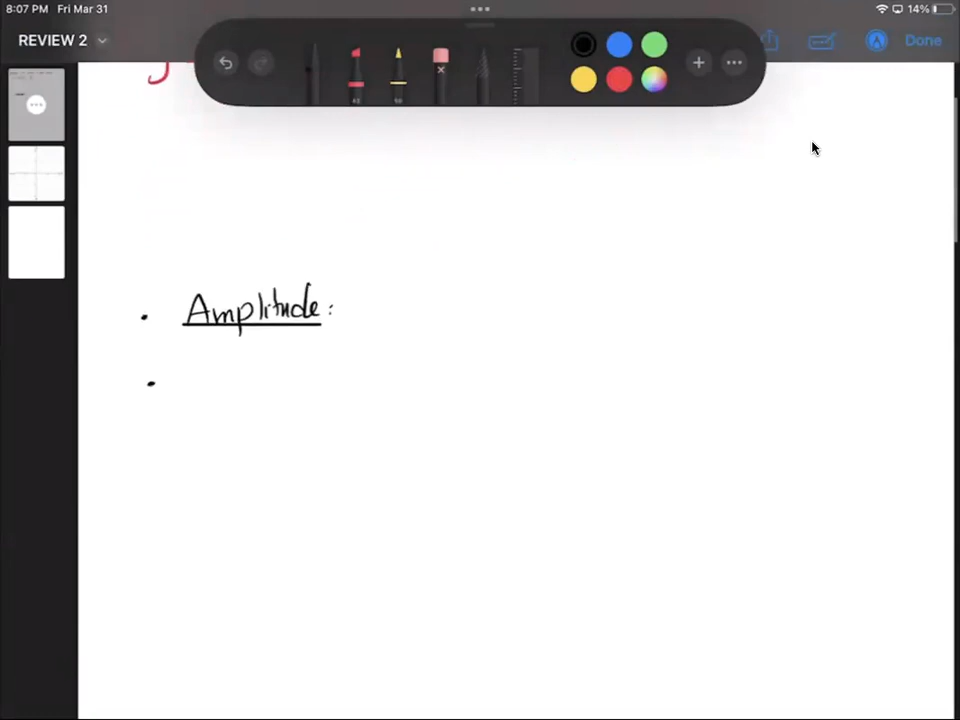 8:07 PM Fri Mar 31
14%
REVIEW 2
Done
• Amplitude:
•